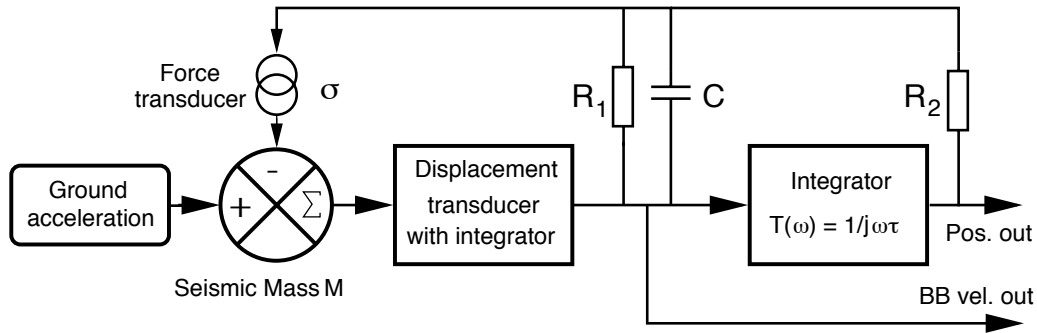 Force
transducer
σ
R1
C
R2
Ground
acceleration
-
+
Σ
Displacement
transducer
with integrator
Integrator
T(ω) = 1/jωτ
Pos. out
Seismic Mass M
BB vel. out